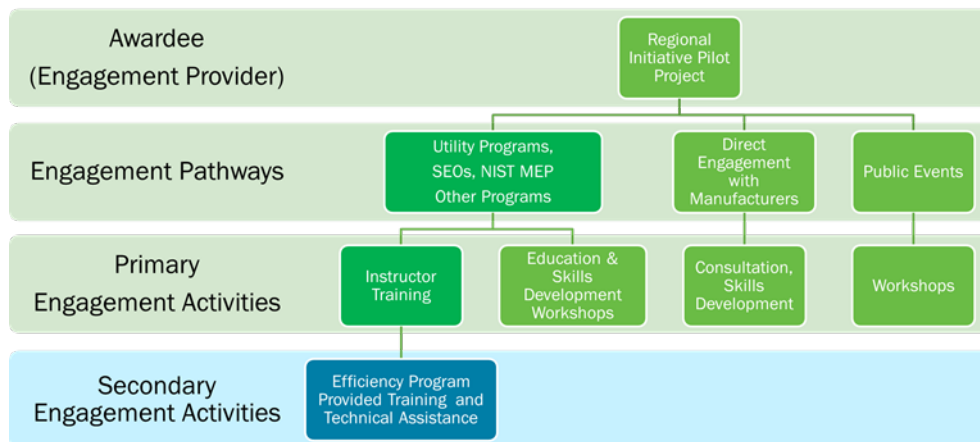 Awardee
(Engagement Provider)
Regional
Initiative Pilot
Project
Engagement Pathways
Utility Programs,
SEOs, NIST MEP
Other Programs
Direct
Engagement
with
Manufacturers
Public Events
Primary
Engagement Activities
Instructor
Training
Education &
Skills
Development
Workshops
Consultation,
Skills
Development
Workshops
Secondary
Engagement Activities
Efficiency Program
Provided Training and
Technical Assistance